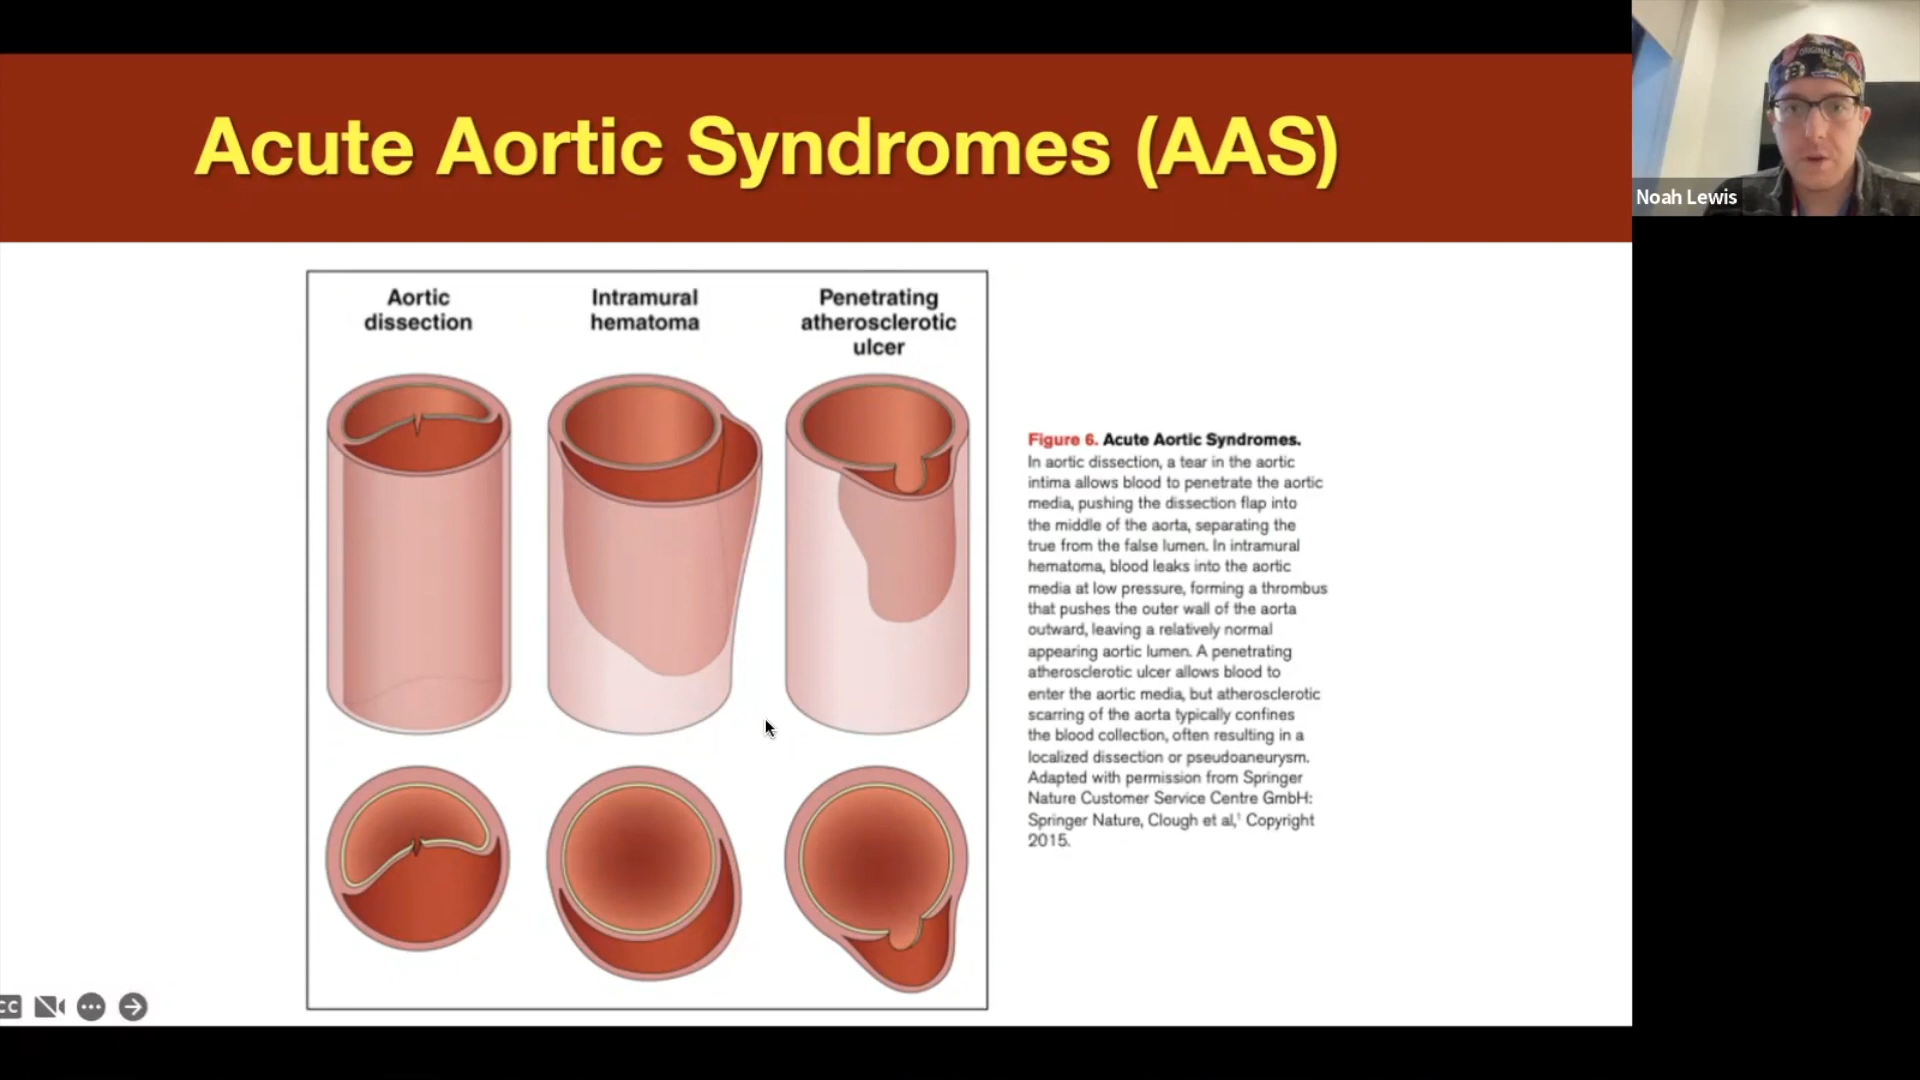 Acute Aortic Syndromes (AAS)
Noah Lewis
Aortic
dissection
Intramural
hematoma
Penetrating
atherosclerotic
ulcer
Figure 6. Acute Aortic Syndromes.
In aortic dissection, a tear in the aortic
intima allows blood to penetrate the aortic
media, pushing the dissection flap into
the middle of the aorta, separating the
true from the false lumen. In intramural
hematoma, blood leaks into the aortic
media at low pressure, forming a thrombus
that pushes the outer wall of the aorta
outward, leaving a relatively normal
appearing aortic lumen. A penetrating
atherosclerotic ulcer allows blood to
enter the aortic media, but atherosclerotic
scarring of the aorta typically confines
the blood collection, often resulting in a
localized dissection or pseudoaneurysm.
Adapted with permission from Springer
Nature Customer Service Centre GmbH:
Springer Nature, Clough et al,¹ Copyright
2015.
CC